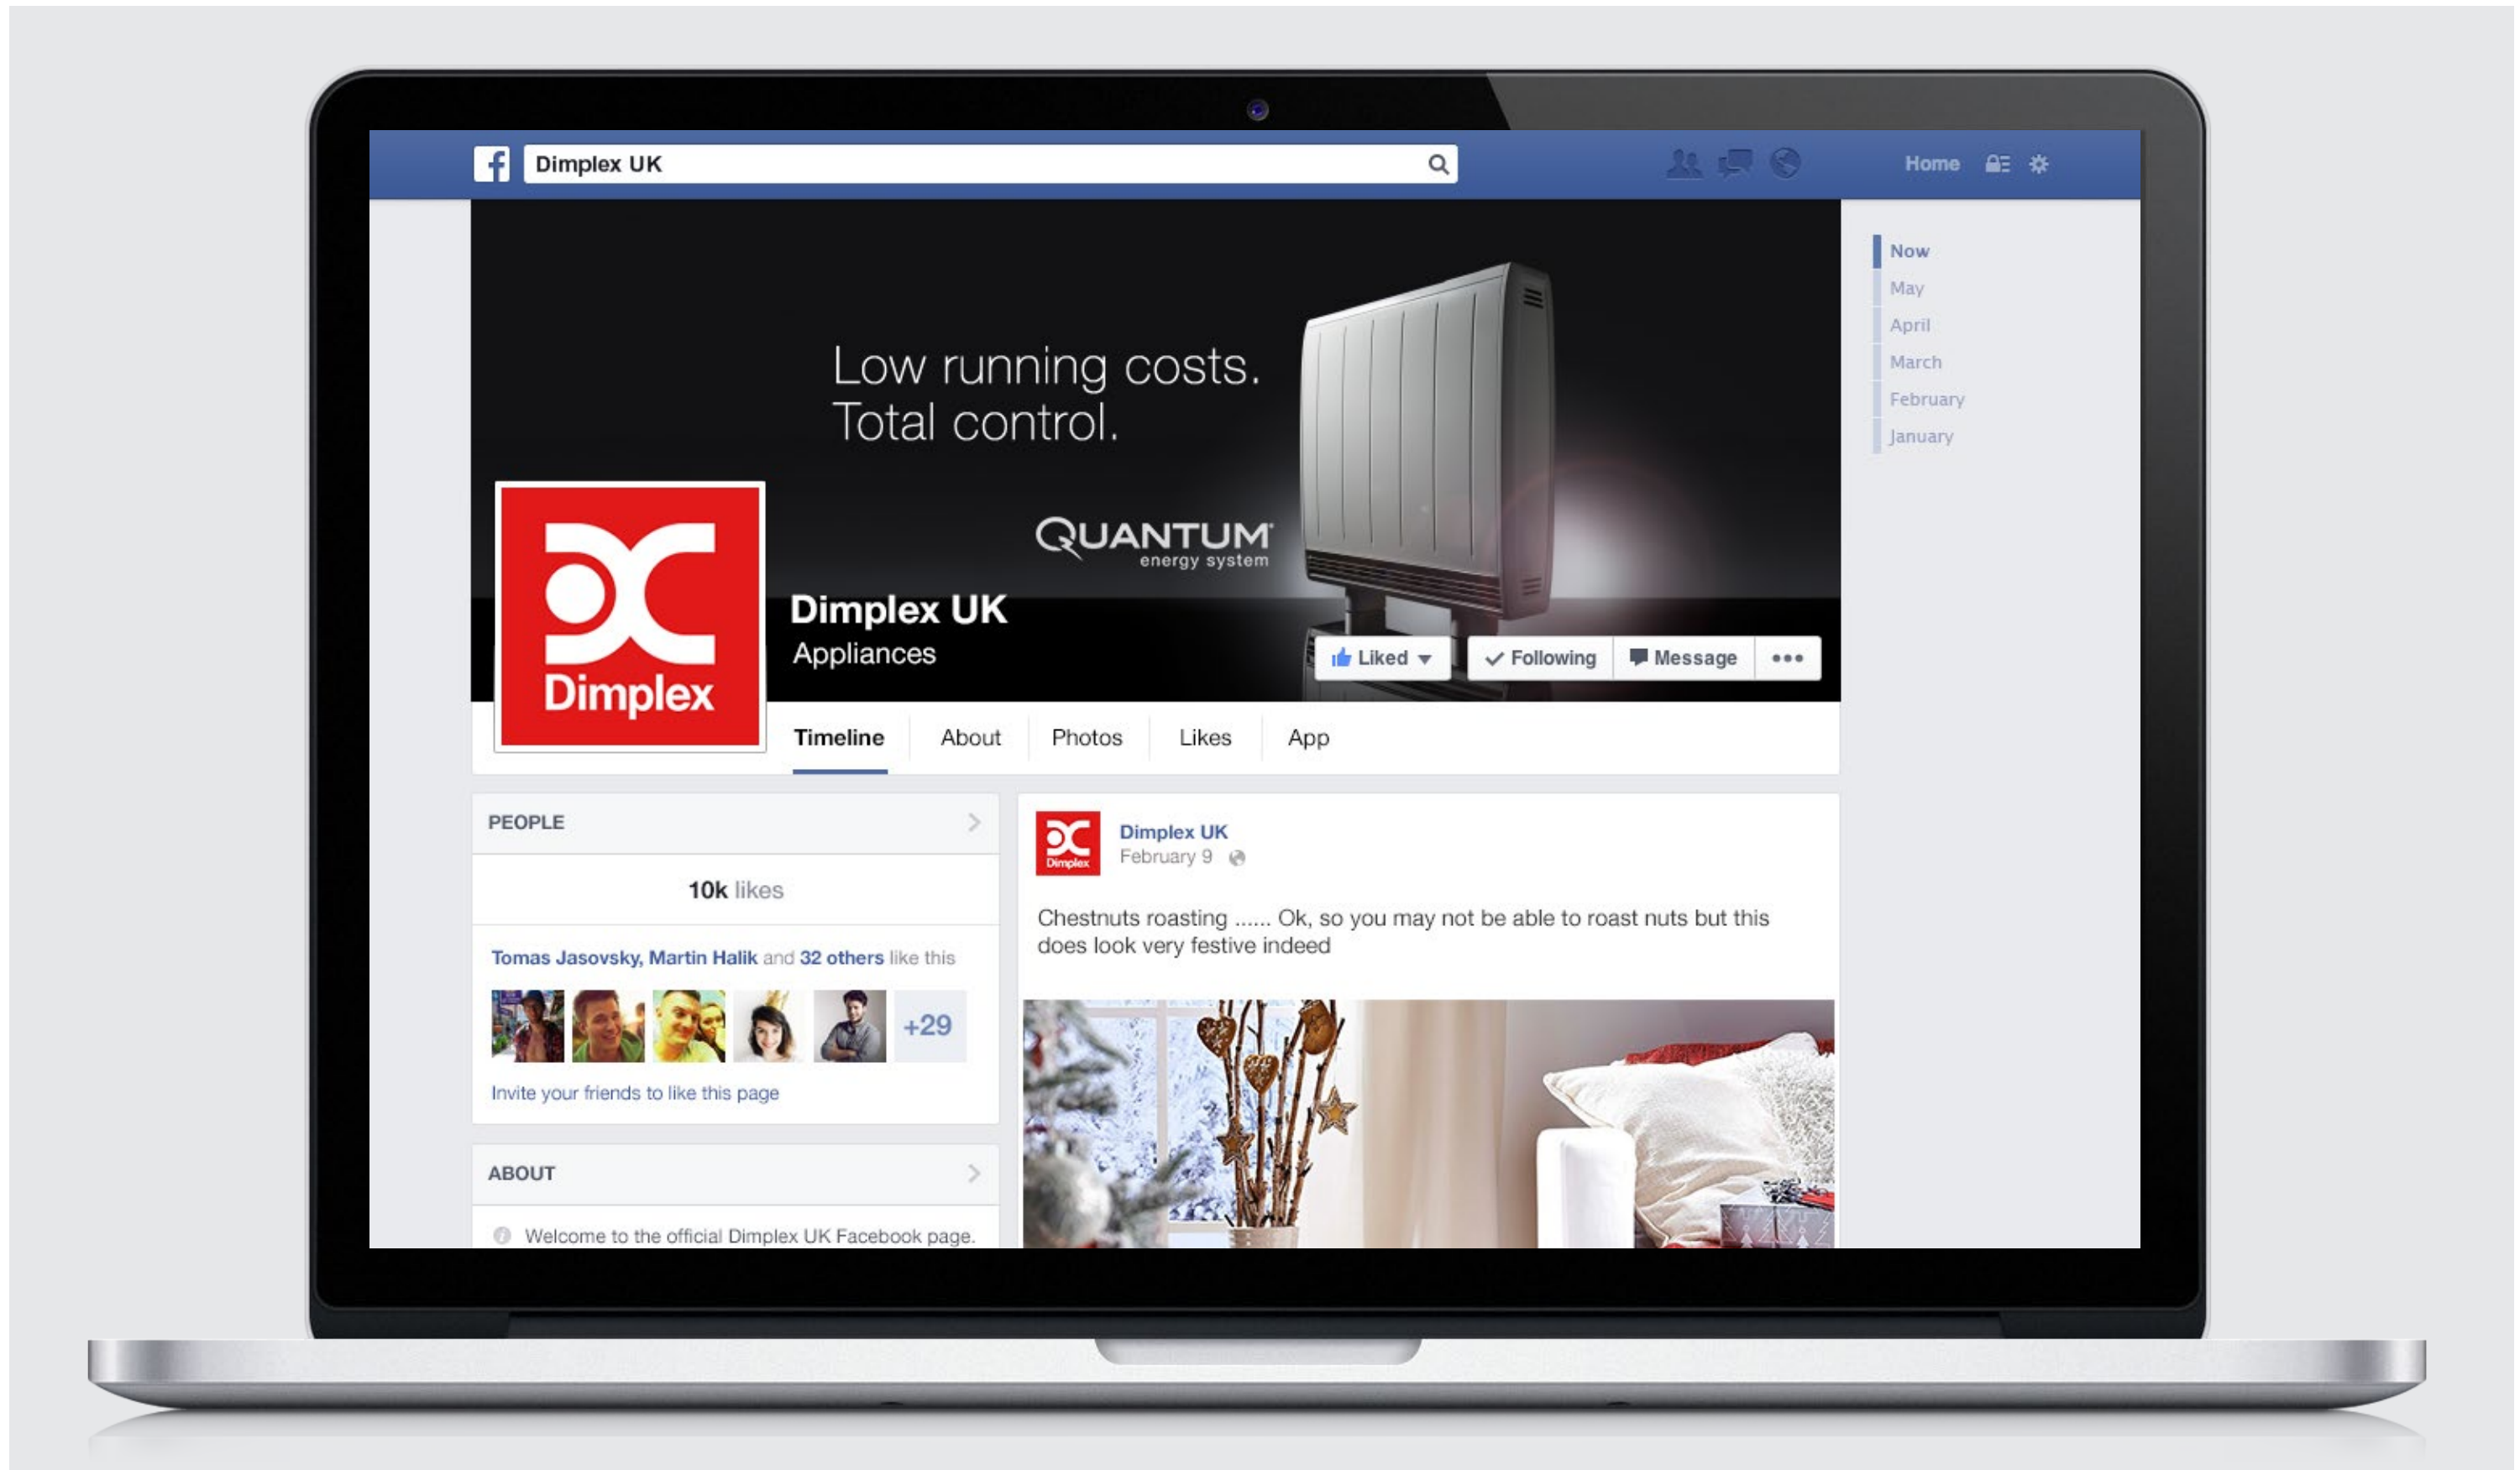 Dimplex UK
Home
Now
May
April
March
February
January
Low running costs.
Total control.
QUANTUM
energy system
Dimplex
Dimplex UK
Appliances
Liked
Following
Message
Timeline
About
Photos
Likes
App
PEOPLE
10k likes
Tomas Jasovsky, Martin Halik and 32 others like this
+29
Invite your friends to like this page
ABOUT
Welcome to the official Dimplex UK Facebook page.
Dimplex
Dimplex UK
February 9
Chestnuts roasting ...... Ok, so you may not be able to roast nuts but this
does look very festive indeed